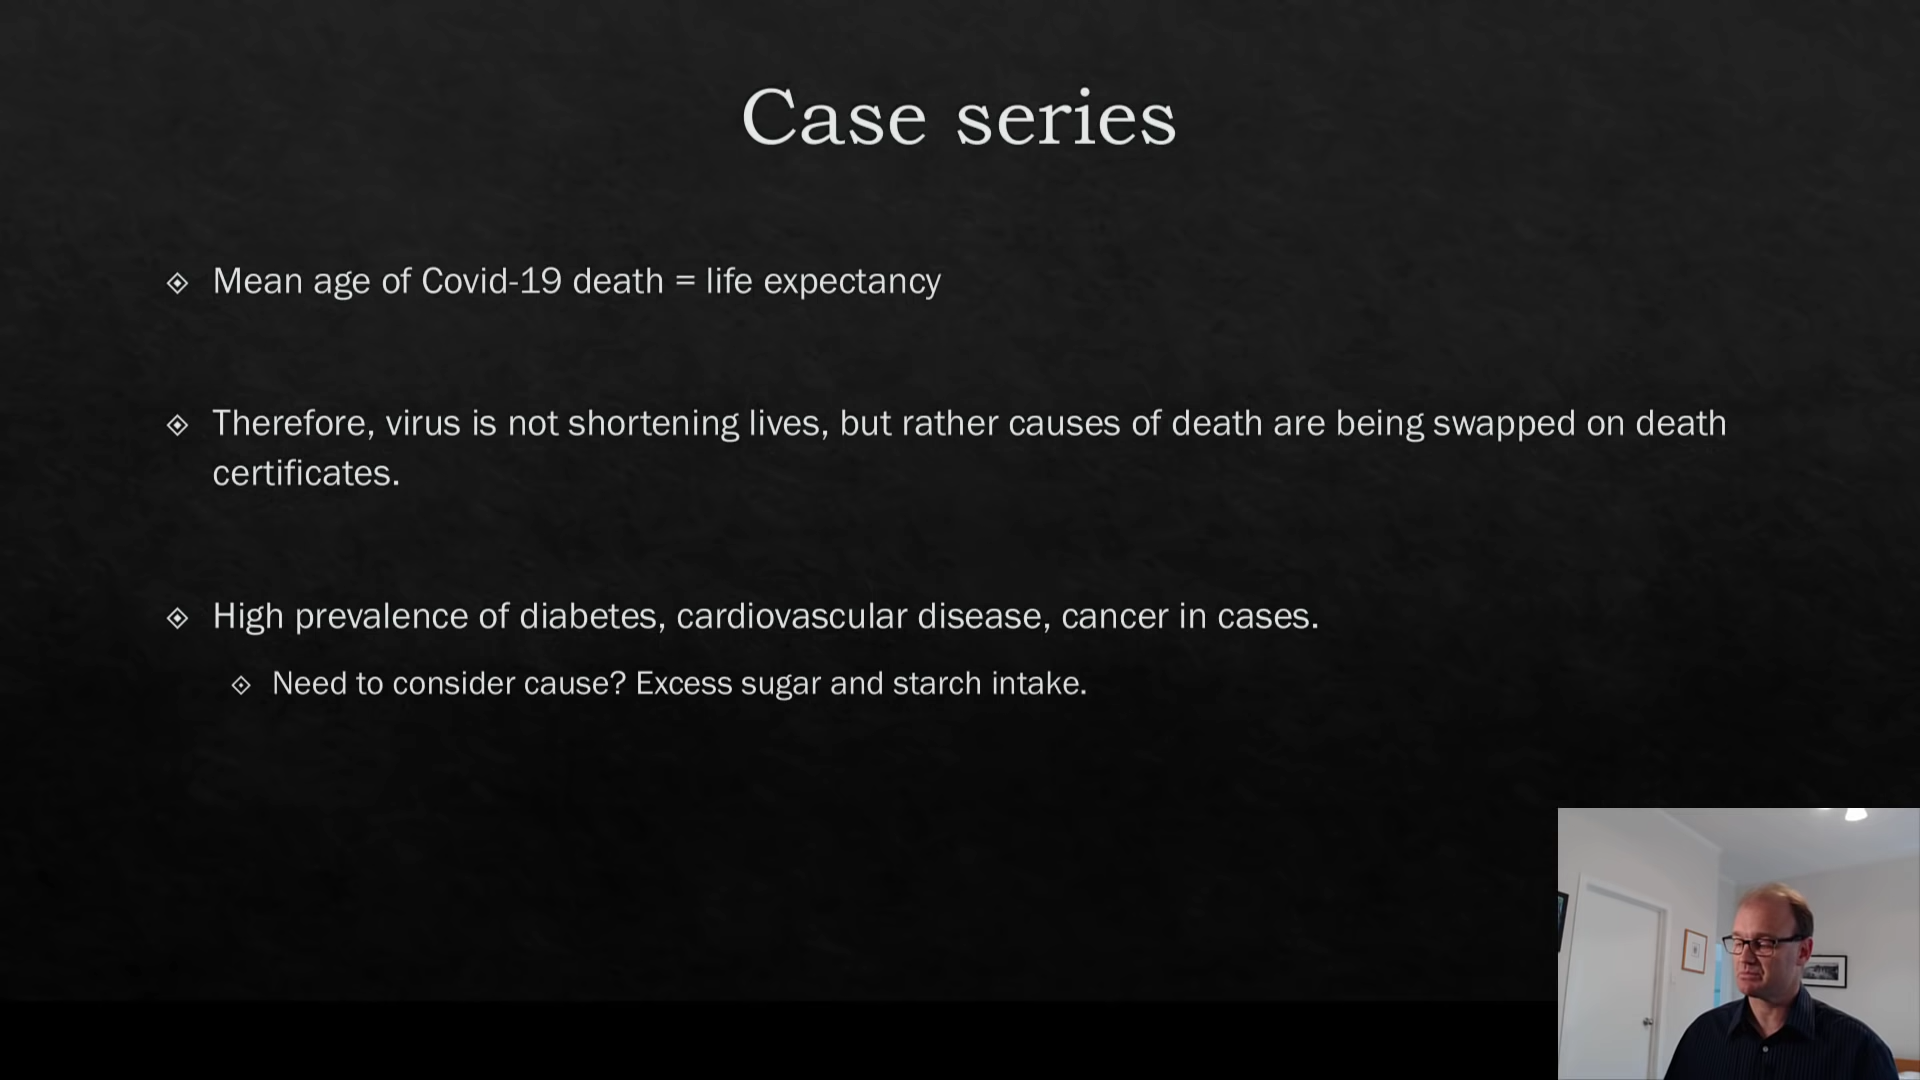 Case series
Mean age of Covid-19 death = life expectancy
Therefore, virus is not shortening lives, but rather causes of death are being swapped on death
certificates.
High prevalence of diabetes, cardiovascular disease, cancer in cases.
Need to consider cause? Excess sugar and starch intake.